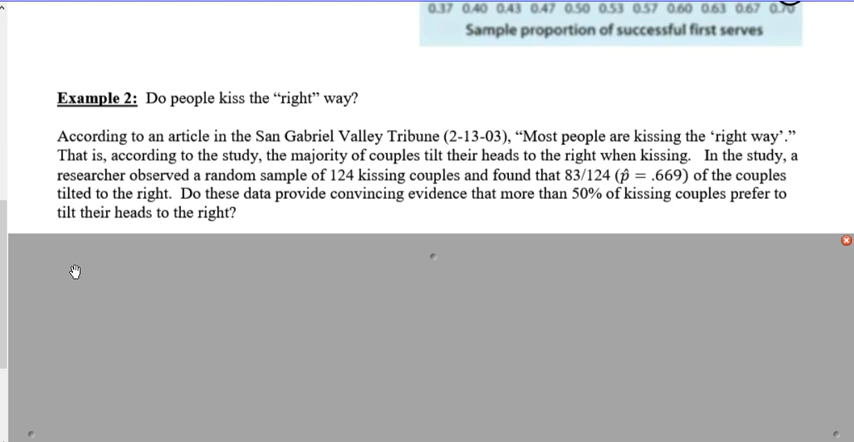 0.37 0.40 0.43 0.47 0.50 0.53 0.57 0.60 0.63 0.67 0.70
Sample proportion of successful first serves
Example 2: Do people kiss the “right” way?
According to an article in the San Gabriel Valley Tribune (2-13-03), “Most people are kissing the ‘right way’.”
That is, according to the study, the majority of couples tilt their heads to the right when kissing. In the study, a
researcher observed a random sample of 124 kissing couples and found that 83/124 (p̂ = .669) of the couples
tilted to the right. Do these data provide convincing evidence that more than 50% of kissing couples prefer to
tilt their heads to the right?